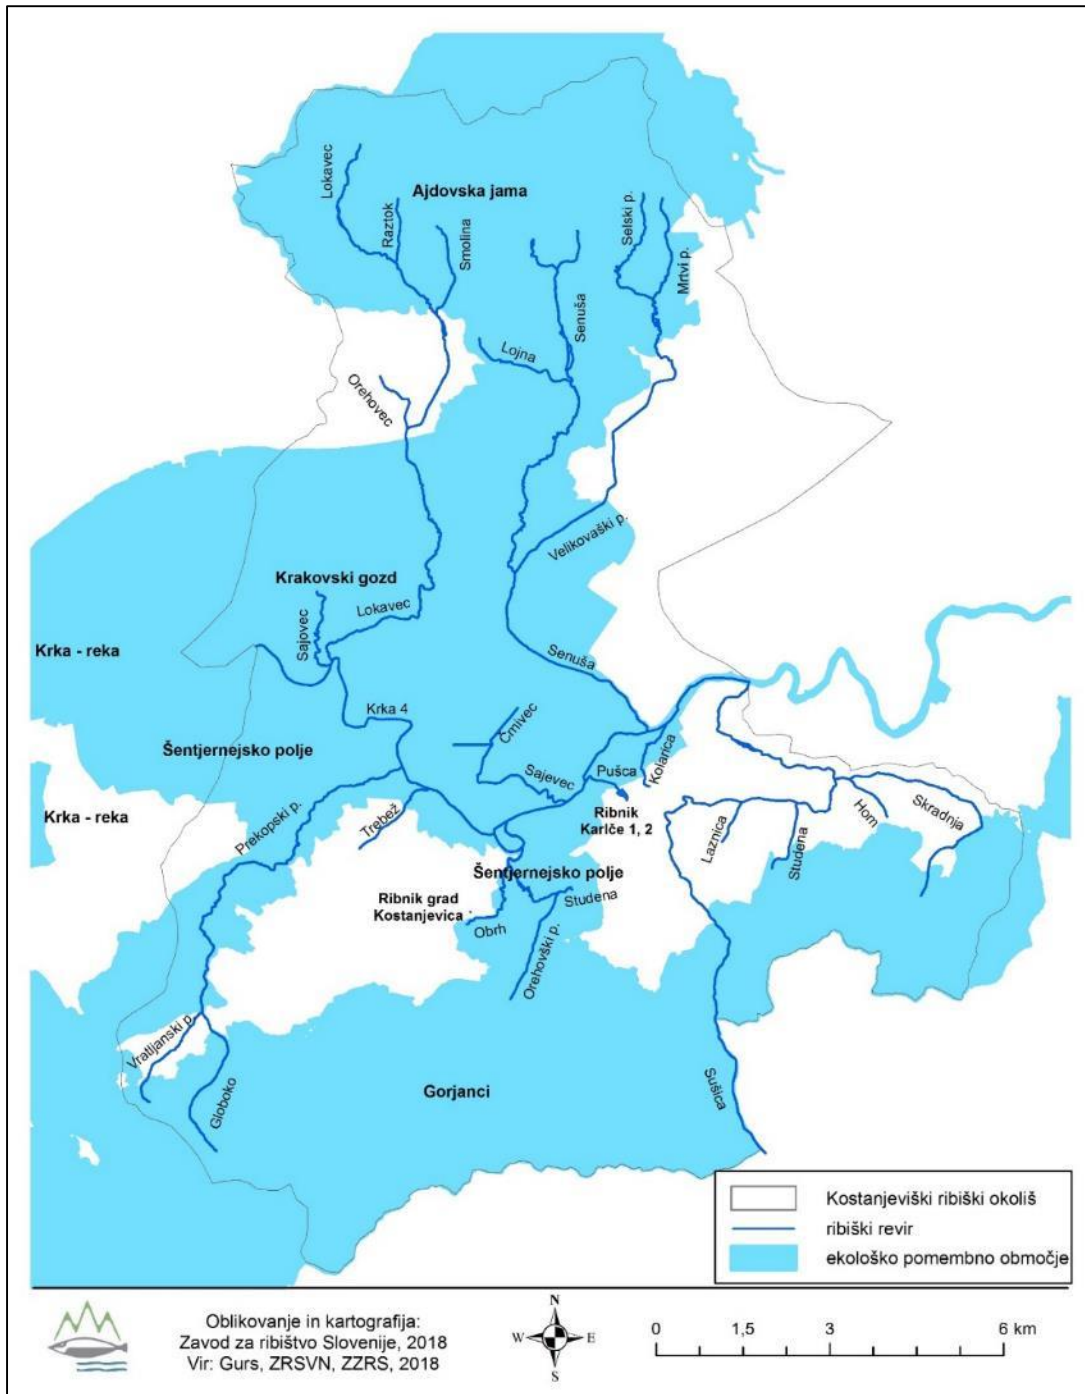 Lokavec
Raztok
Ajdovska jama
Smolina
Selski p.
Mrtvi p.
Senuša
Lojna
Orehovec
Velikovaški p.
Krakovski gozd
Lokavec
Sajovec
Krka - reka
Senuša
Krka 4
Črnivec
Šentjernejsko polje
Sajevec
Pušca
Kolarica
Krka - reka
Prekopski p.
Trebež
Ribnik
Karlče 1, 2
Laznica
Studena
Hom
Skradnja
Šentjernejsko polje
Ribnik grad
Kostanjevica
Studena
Obrh
Orehovški p.
Vratljanski p.
Globoko
Gorjanci
Sušica
Kostanjeviški ribiški okoliš
ribiški revir
ekološko pomembno območje
Oblikovanje in kartografija:
Zavod za ribištvo Slovenije, 2018
Vir: Gurs, ZRSVN, ZZRS, 2018
N
W E
S
0 1,5 3 6 km